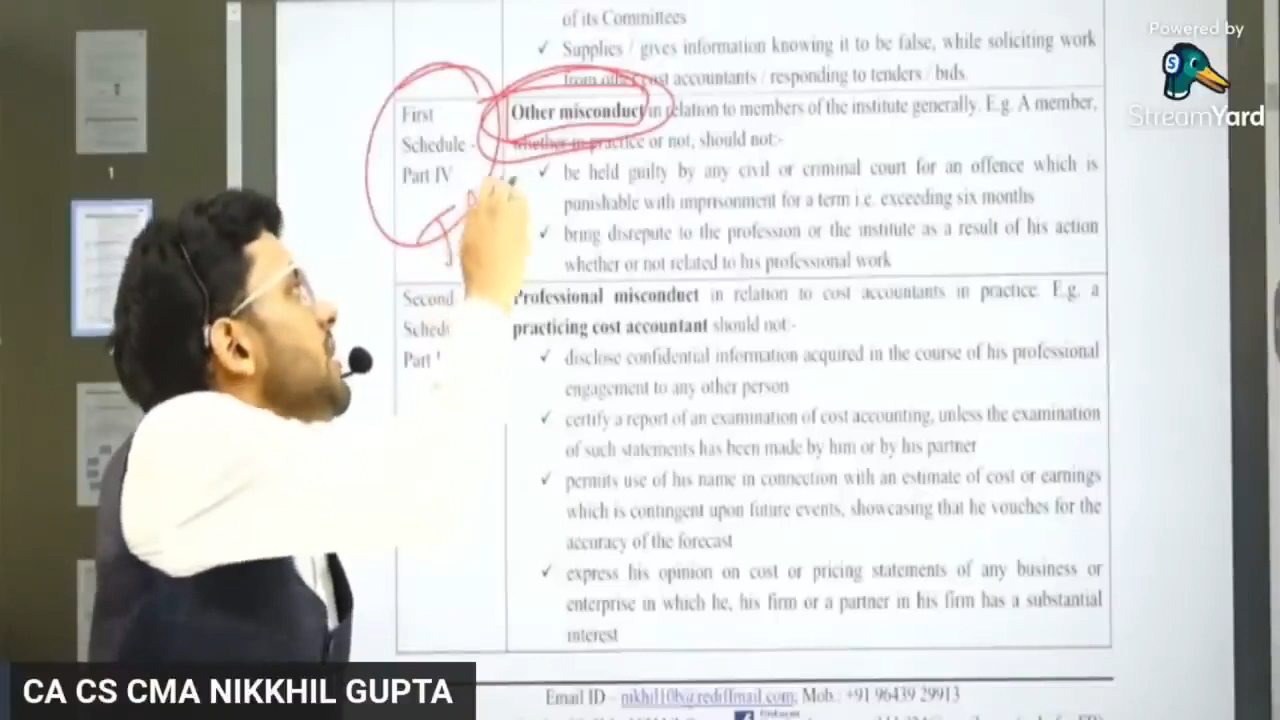 of its Committees
✓ Supplies / gives information knowing it to be false, while soliciting work
from other cost accountants / responding to tenders / bids.
First
Schedule -
Part IV
Other misconduct in relation to members of the institute generally. E.g. A member,
whether in practice or not, should not:-
✓ be held guilty by any civil or criminal court for an offence which is
punishable with imprisonment for a term i.e. exceeding six months
✓ bring disrepute to the profession or the institute as a result of his action
whether or not related to his professional work
Second
Part
Professional misconduct in relation to cost accountants in practice. E.g. a
practicing cost accountant should not:-
✓ disclose confidential information acquired in the course of his professional
engagement to any other person
✓ certify a report of an examination of cost accounting, unless the examination
of such statements has been made by him or by his partner
✓ permits use of his name in connection with an estimate of cost or earnings
which is contingent upon future events, showcasing that he vouches for the
accuracy of the forecast
✓ express his opinion on cost or pricing statements of any business or
enterprise in which he, his firm or a partner in his firm has a substantial
interest
Email ID – nikhil10b@rediffmail.com, Mob.: +91 96439 29913
1
Powered by
S
StreamYard
CA CS CMA NIKKHIL GUPTA